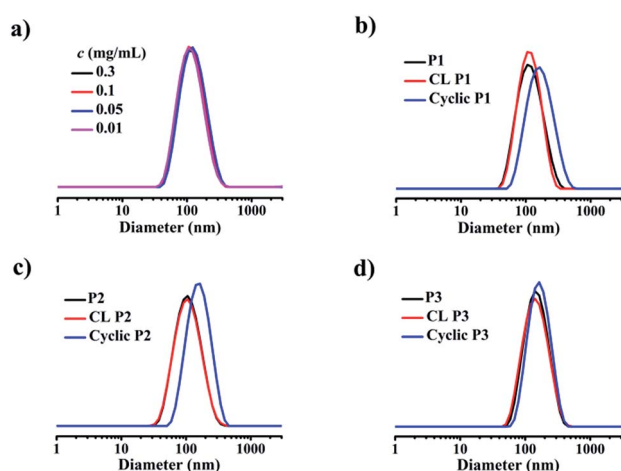 a)
c (mg/mL)
0.3
0.1
0.05
0.01
1 10 100 1000
Diameter (nm)
b)
P1
CL P1
Cyclic P1
1 10 100 1000
Diameter (nm)
c)
P2
CL P2
Cyclic P2
1 10 100 1000
Diameter (nm)
d)
P3
CL P3
Cyclic P3
1 10 100 1000
Diameter (nm)